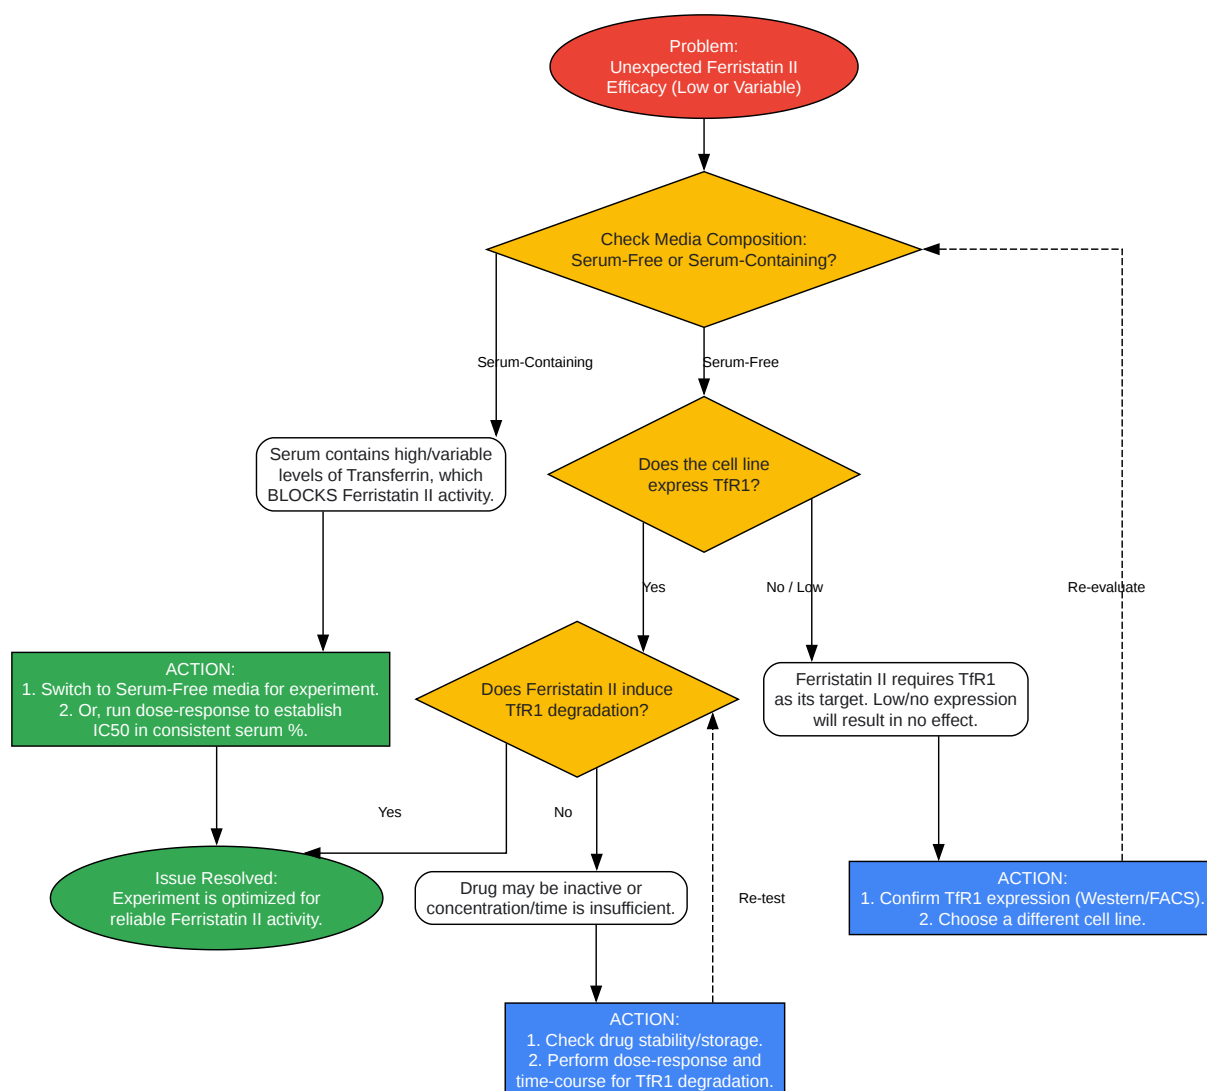 Problem:
Unexpected Ferristatin II
Efficacy (Low or Variable)
Check Media Composition:
Serum-Free or Serum-Containing?
Serum-Containing
Serum-Free
Serum contains high/variable
levels of Transferrin, which
BLOCKS Ferristatin II activity.
Does the cell line
express TfR1?
Yes
No / Low
Re-evaluate
ACTION:
1. Switch to Serum-Free media for experiment.
2. Or, run dose-response to establish
IC50 in consistent serum %.
Does Ferristatin II induce
TfR1 degradation?
Ferristatin II requires TfR1
as its target. Low/no expression
will result in no effect.
Yes
No
Issue Resolved:
Experiment is optimized for
reliable Ferristatin II activity.
Drug may be inactive or
concentration/time is insufficient.
Re-test
ACTION:
1. Confirm TfR1 expression (Western/FACS).
2. Choose a different cell line.
ACTION:
1. Check drug stability/storage.
2. Perform dose-response and
time-course for TfR1 degradation.